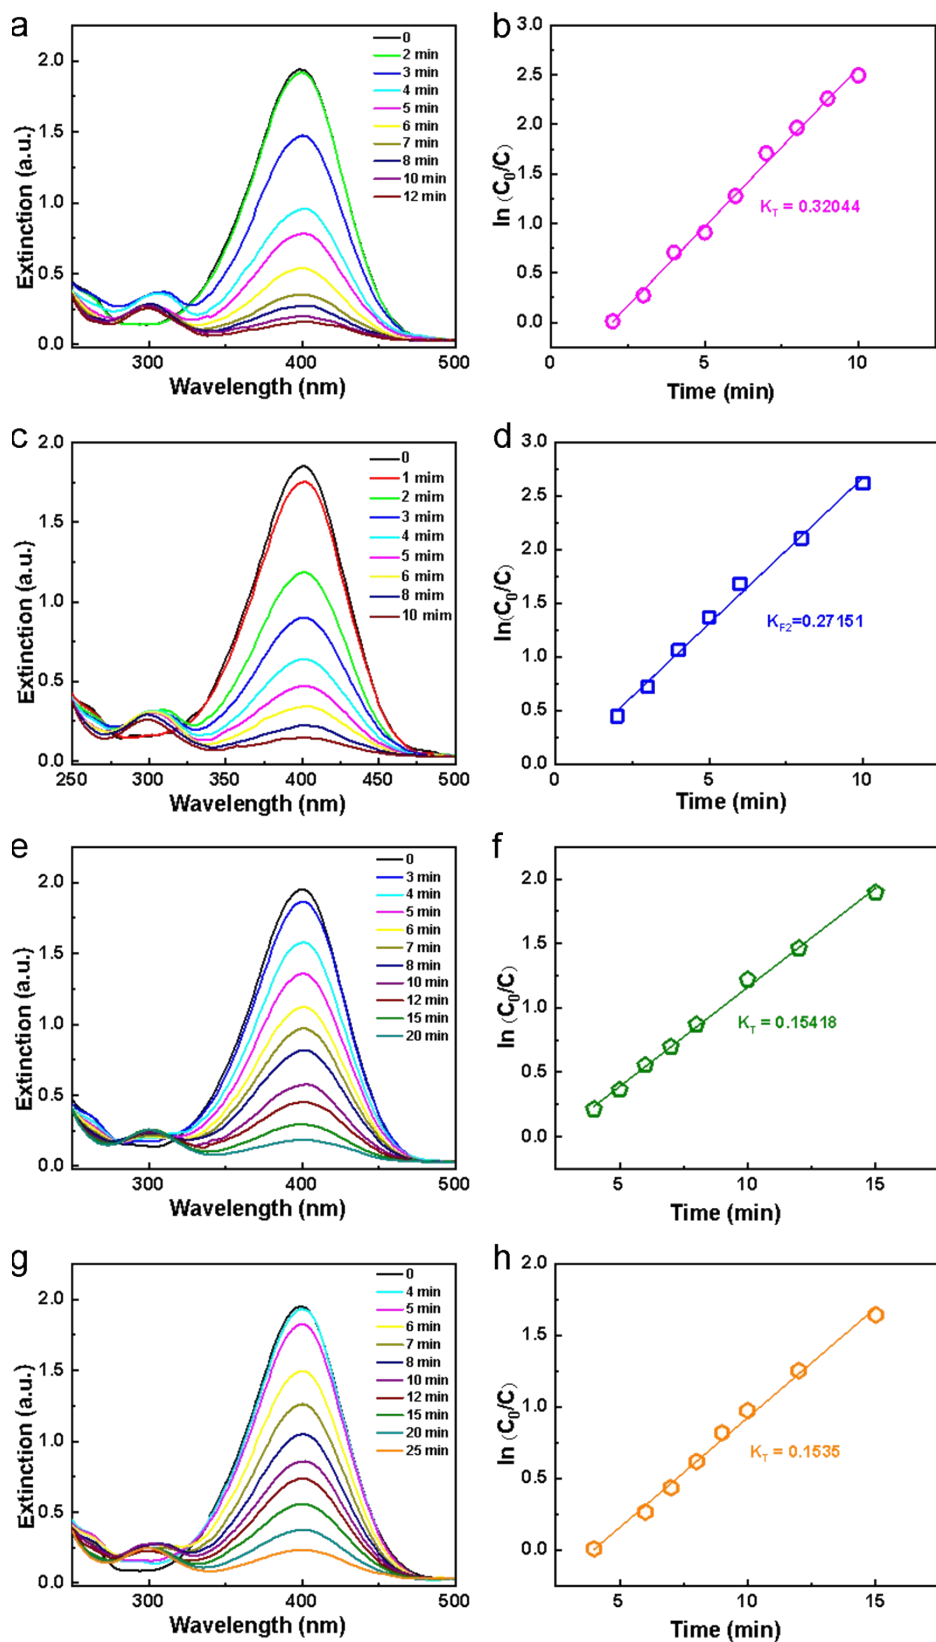 a
0
2 min
3 min
4 min
5 min
6 min
7 min
8 min
10 min
12 min
2.0
1.5
1.0
0.5
0.0
300
400
500
Extinction (a.u.)
Wavelength (nm)
b
3.0
2.5
2.0
1.5
1.0
0.5
0.0
0
5
10
ln (C0/C)
KT = 0.32044
Time (min)
c
0
1 mim
2 mim
3 mim
4 mim
5 mim
6 mim
8 mim
10 mim
2.0
1.5
1.0
0.5
0.0
250
300
350
400
450
500
Extinction (a.u.)
Wavelength (nm)
d
3.0
2.5
2.0
1.5
1.0
0.5
0.0
0
5
10
ln(C0/C)
KF2=0.27151
Time (min)
e
0
3 min
4 min
5 min
6 min
7 min
8 min
10 min
12 min
15 min
20 min
2.0
1.5
1.0
0.5
0.0
300
400
500
Extinction (a.u.)
Wavelength (nm)
f
2.0
1.5
1.0
0.5
0.0
5
10
15
ln (C0/C)
KT = 0.15418
Time (min)
g
0
4 min
5 min
6 min
7 min
8 min
10 min
12 min
15 min
20 min
25 min
2.0
1.5
1.0
0.5
0.0
300
400
500
Extinction (a.u.)
Wavelength (nm)
h
2.0
1.5
1.0
0.5
0.0
5
10
15
ln (C0/C)
KT = 0.1535
Time (min)